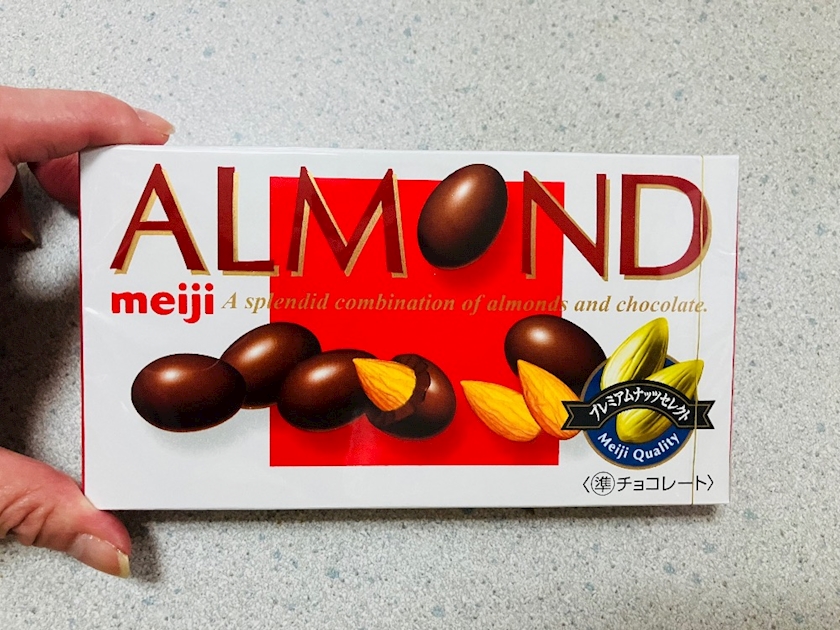 ALMOND
meiji A splendid combination of almonds and chocolate.
プレミアムナッツセレクト
Meiji Quality
〈㊝チョコレート〉